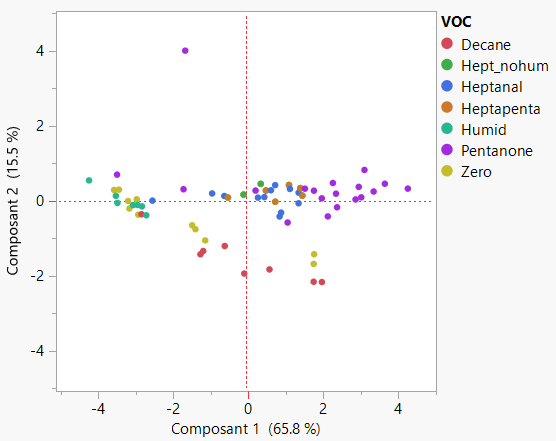 VOC
Decane
Hept_nohum
Heptanal
Heptapenta
Humid
Pentanone
Zero
4
2
0
-2
-4
Composant 2 (15.5 %)
-4 -2 0 2 4
Composant 1 (65.8 %)